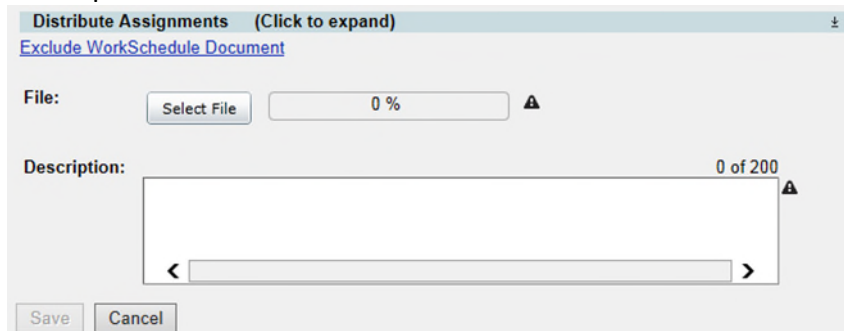 Distribute Assignments (Click to expand)
Exclude WorkSchedule Document
File: Select File 0 %
Description: 0 of 200
Save Cancel